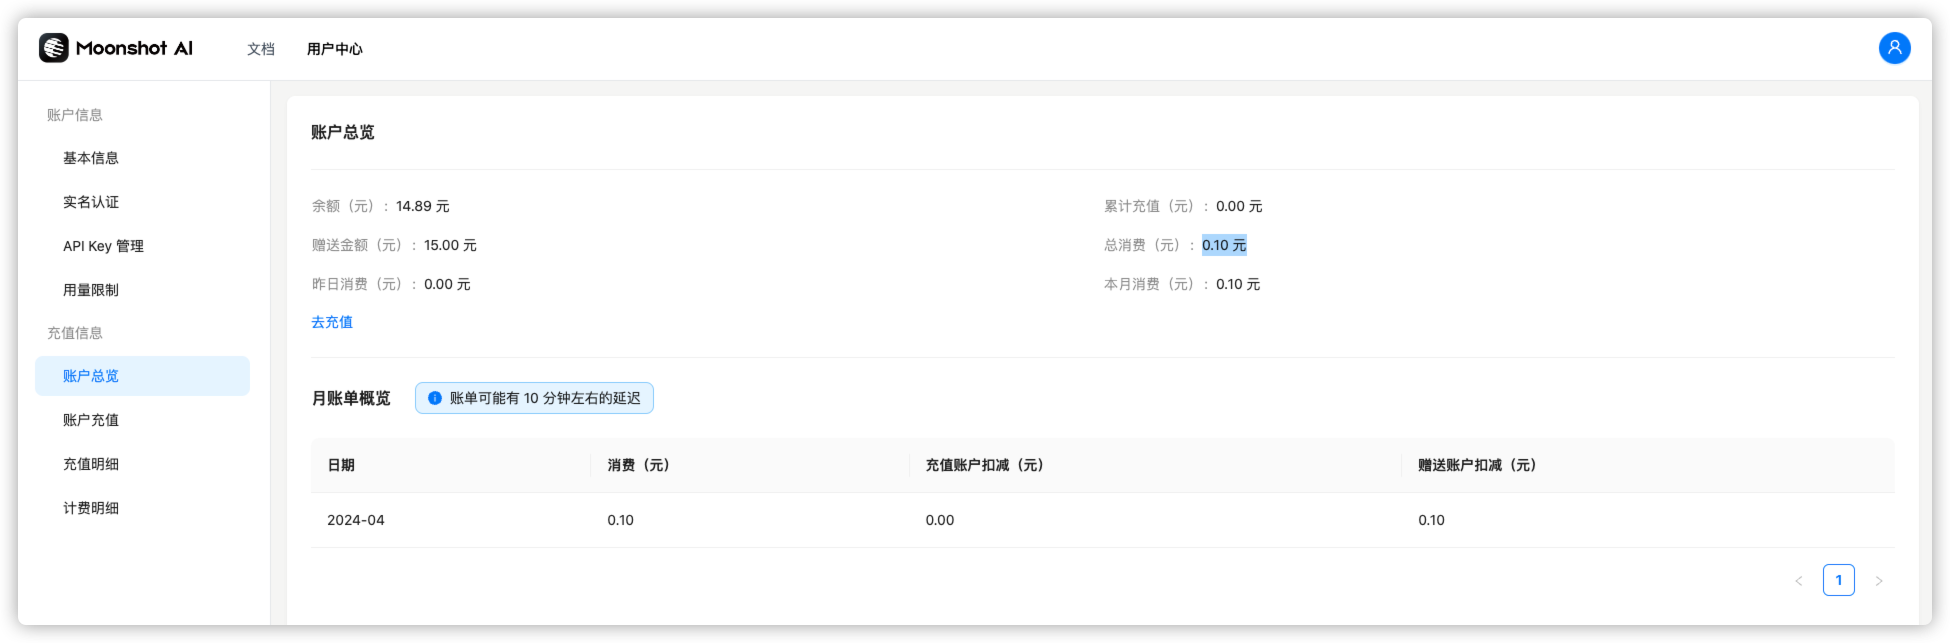 Moonshot AI 文档 用户中心
账户信息
基本信息
实名认证
API Key 管理
用量限制
充值信息
账户总览
账户充值
充值明细
计费明细
账户总览
余额（元）: 14.89 元
累计充值（元）: 0.00 元
赠送金额（元）: 15.00 元
总消费（元）: 0.10 元
昨日消费（元）: 0.00 元
本月消费（元）: 0.10 元
去充值
月账单概览 账单可能有 10 分钟左右的延迟
日期 消费（元） 充值账户扣减（元） 赠送账户扣减（元）
2024-04 0.10 0.00 0.10
< 1 >